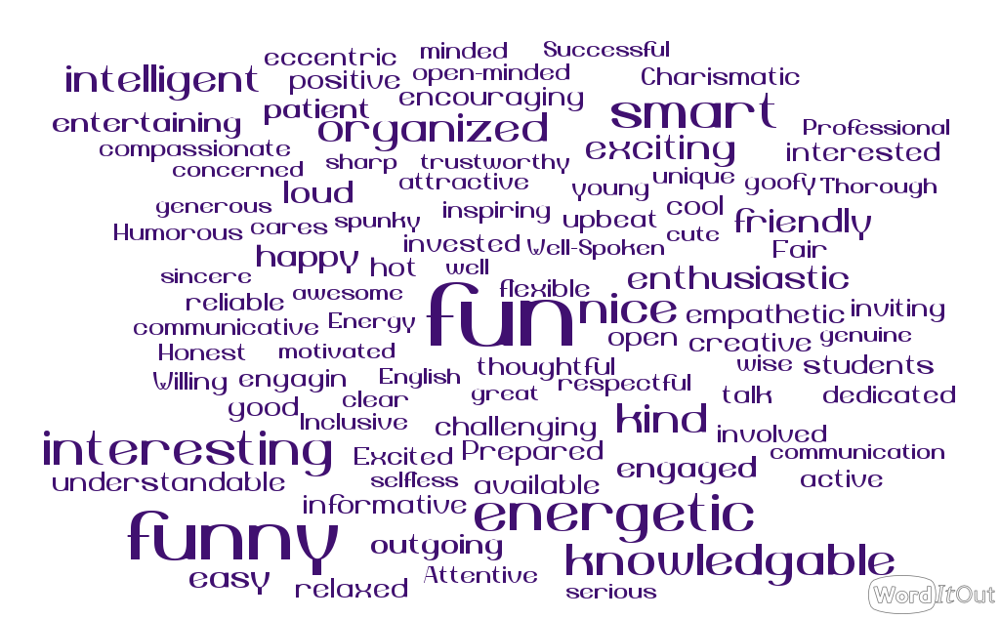 eccentric minded Successful
intelligent positive open-minded Charismatic
patient encouraging smart
entertaining organized Professional
compassionate exciting interested
concerned sharp trustworthy
loud attractive young unique goofy Thorough
generous spunky inspiring upbeat cool friendly
Humorous cares invested Well-Spoken cute Fair
happy hot well
sincere enthusiastic
reliable awesome fun flexible nice empathetic inviting
communicative Energy open creative genuine
Honest motivated
Willing engagin English thoughtful respectful wise students
good clear great talk dedicated
Inclusive challenging kind involved
interesting Excited Prepared communication
understandable selfless available engaged active
informative energetic
funny outgoing knowledgable
easy relaxed Attentive serious
WordItOut